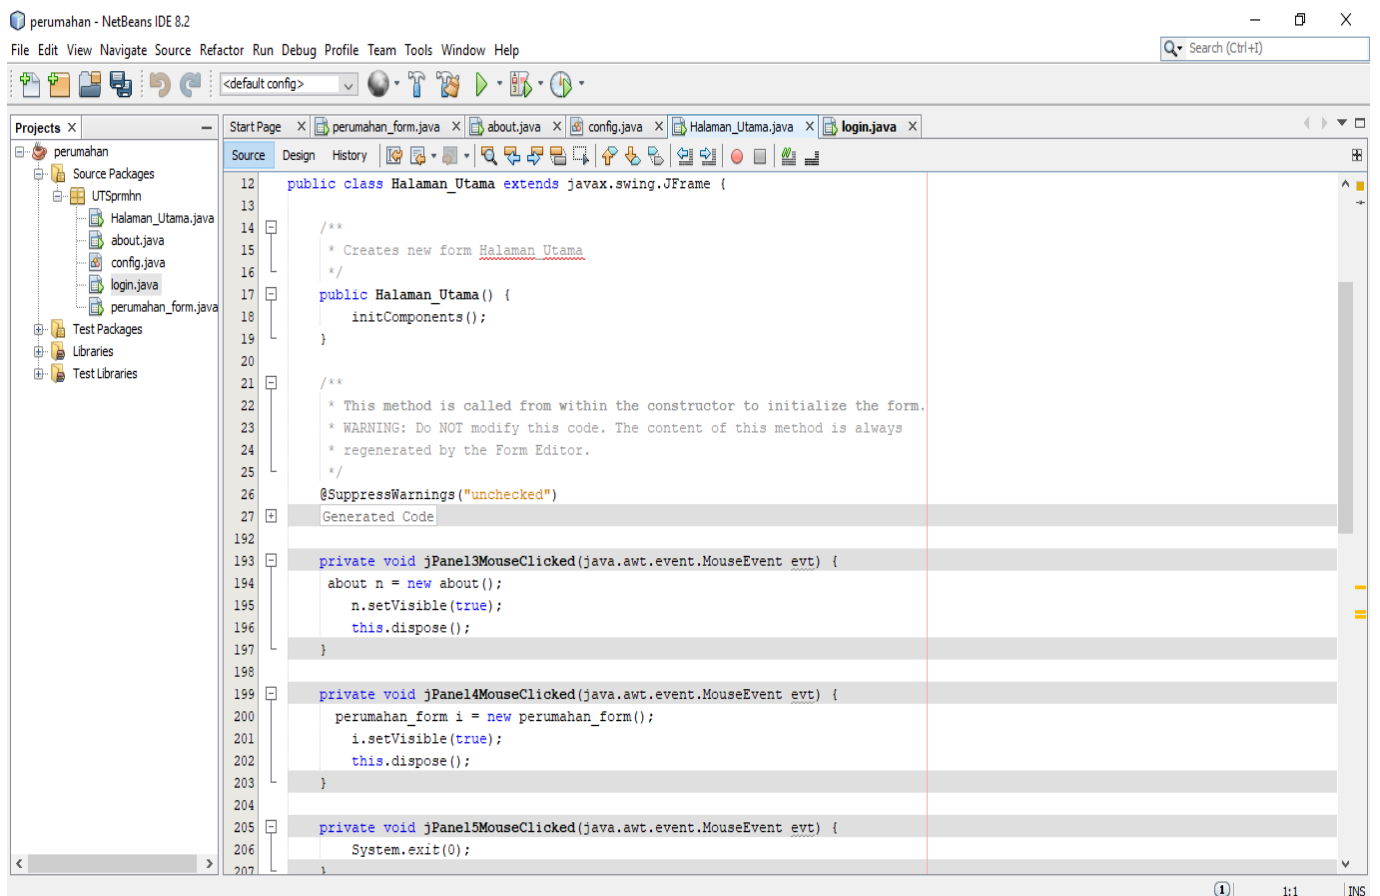 perumahan - NetBeans IDE 8.2
File Edit View Navigate Source Refactor Run Debug Profile Team Tools Window Help
Search (Ctrl+I)
<default config>
Projects
Start Page perumahan_form.java about.java config.java Halaman_Utama.java login.java
perumahan
Source Packages
UTSprmhn
Halaman_Utama.java
about.java
config.java
login.java
perumahan_form.java
Test Packages
Libraries
Test Libraries
Source Design History
12 public class Halaman_Utama extends javax.swing.JFrame {
13
14 /**
15 * Creates new form Halaman_Utama
16 */
17 public Halaman_Utama() {
18 initComponents();
19 }
20
21 /**
22 * This method is called from within the constructor to initialize the form.
23 * WARNING: Do NOT modify this code. The content of this method is always
24 * regenerated by the Form Editor.
25 */
26 @SuppressWarnings("unchecked")
27 Generated Code
192
193 private void jPanel3MouseClicked(java.awt.event.MouseEvent evt) {
194 about n = new about();
195 n.setVisible(true);
196 this.dispose();
197 }
198
199 private void jPanel4MouseClicked(java.awt.event.MouseEvent evt) {
200 perumahan_form i = new perumahan_form();
201 i.setVisible(true);
202 this.dispose();
203 }
204
205 private void jPanel5MouseClicked(java.awt.event.MouseEvent evt) {
206 System.exit(0);
207 }
1 1:1 INS